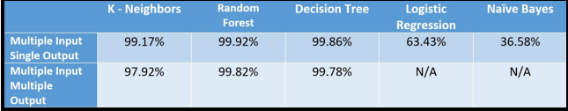 K - Neighbors Random Forest Decision Tree Logistic Regression Naïve Bayes
Multiple Input Single Output 99.17% 99.92% 99.86% 63.43% 36.58%
Multiple Input Multiple Output 97.92% 99.82% 99.78% N/A N/A